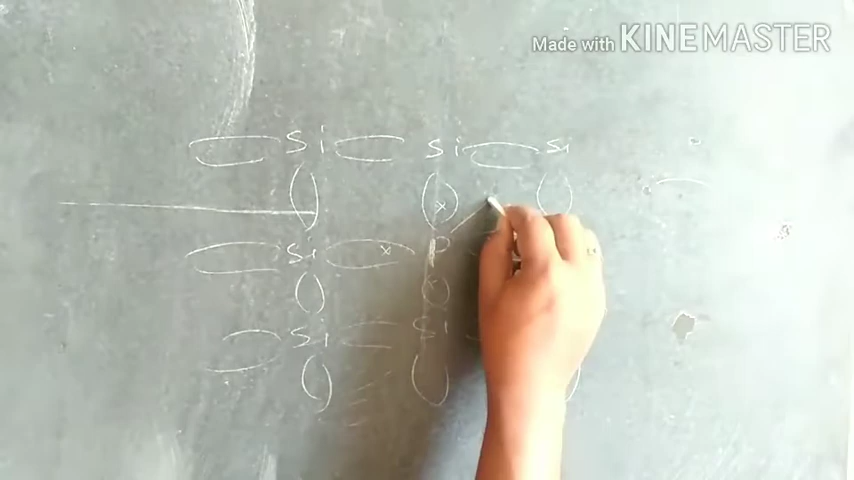 Made with KINEMASTER
Si Si Si
x
Si x P
x
Si Si